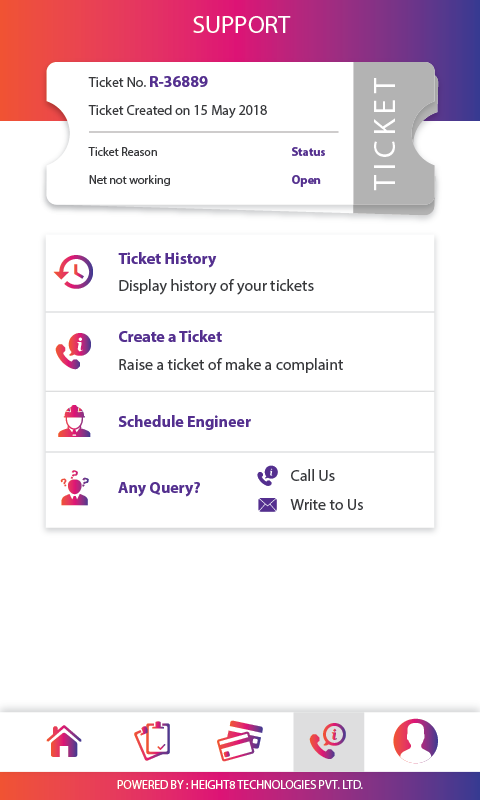 SUPPORT
Ticket No. R-36889
Ticket Created on 15 May 2018
Ticket Reason Status
Net not working Open
TICKET
Ticket History
Display history of your tickets
Create a Ticket
Raise a ticket of make a complaint
Schedule Engineer
Any Query?
Call Us
Write to Us
POWERED BY : HEIGHT8 TECHNOLOGIES PVT. LTD.